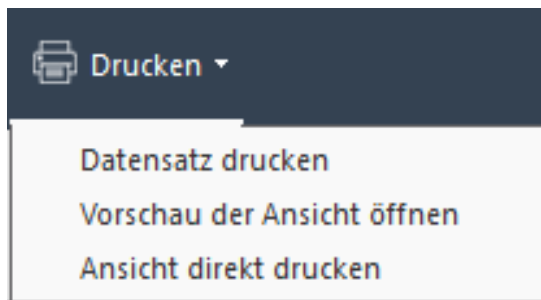 Drucken
Datensatz drucken
Vorschau der Ansicht öffnen
Ansicht direkt drucken